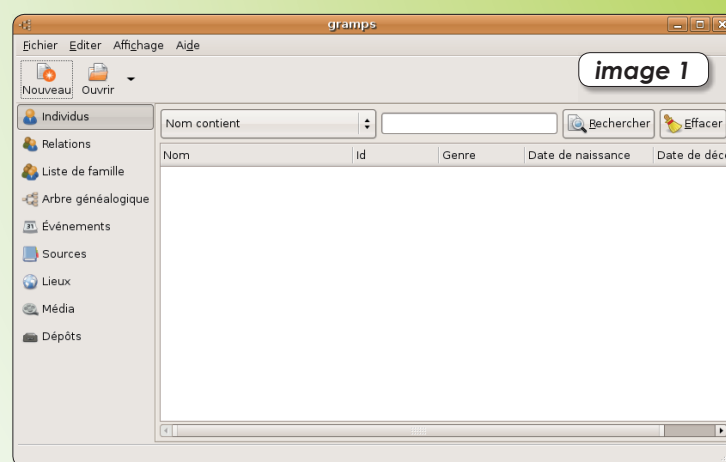 gramps
Fichier Editer Affichage Aide
image 1
Nouveau Ouvrir
Individus
Relations
Liste de famille
Arbre généalogique
Événements
Sources
Lieux
Média
Dépôts
Nom contient Rechercher Effacer
Nom Id Genre Date de naissance Date de déc